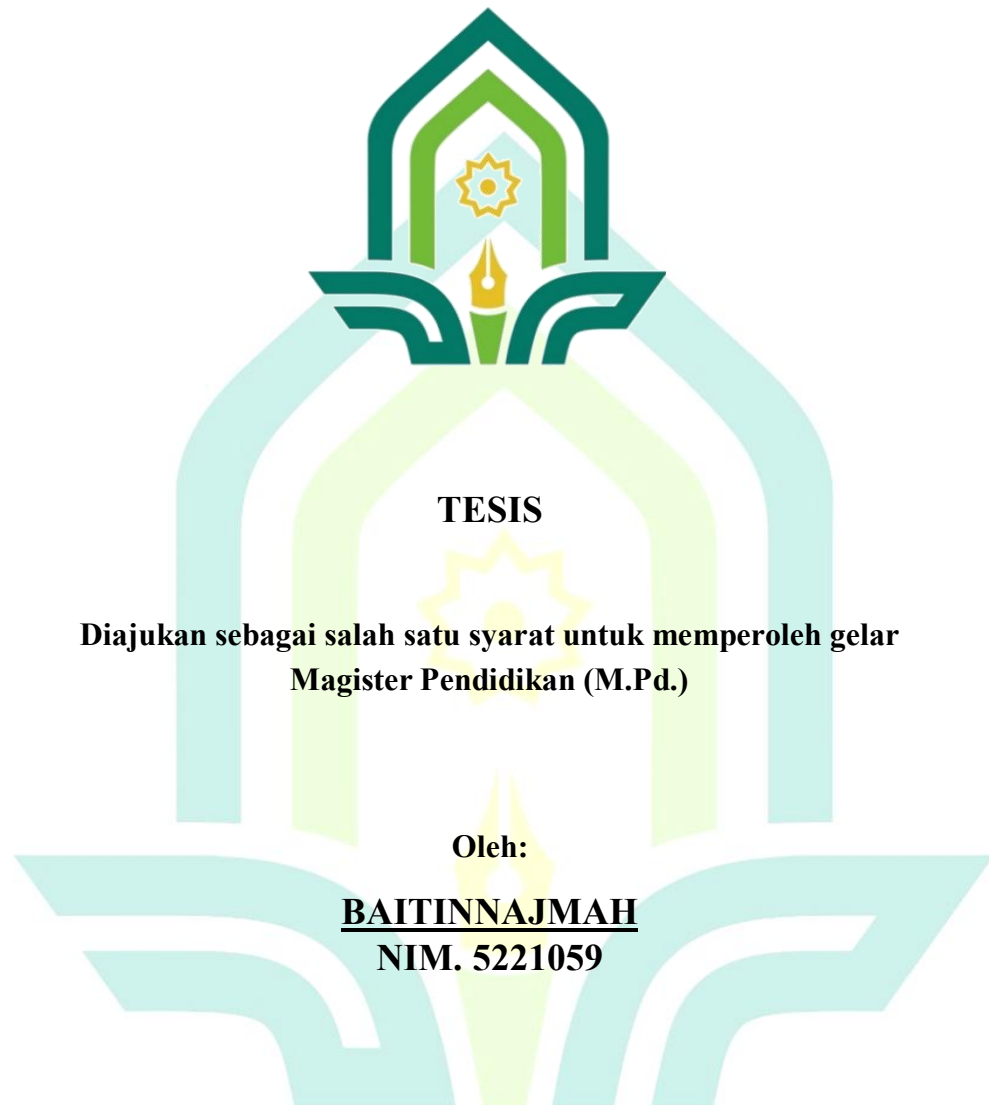 TESIS
Diajukan sebagai salah satu syarat untuk memperoleh gelar
Magister Pendidikan (M.Pd.)
Oleh:
BAITINNAJMAH
NIM. 5221059